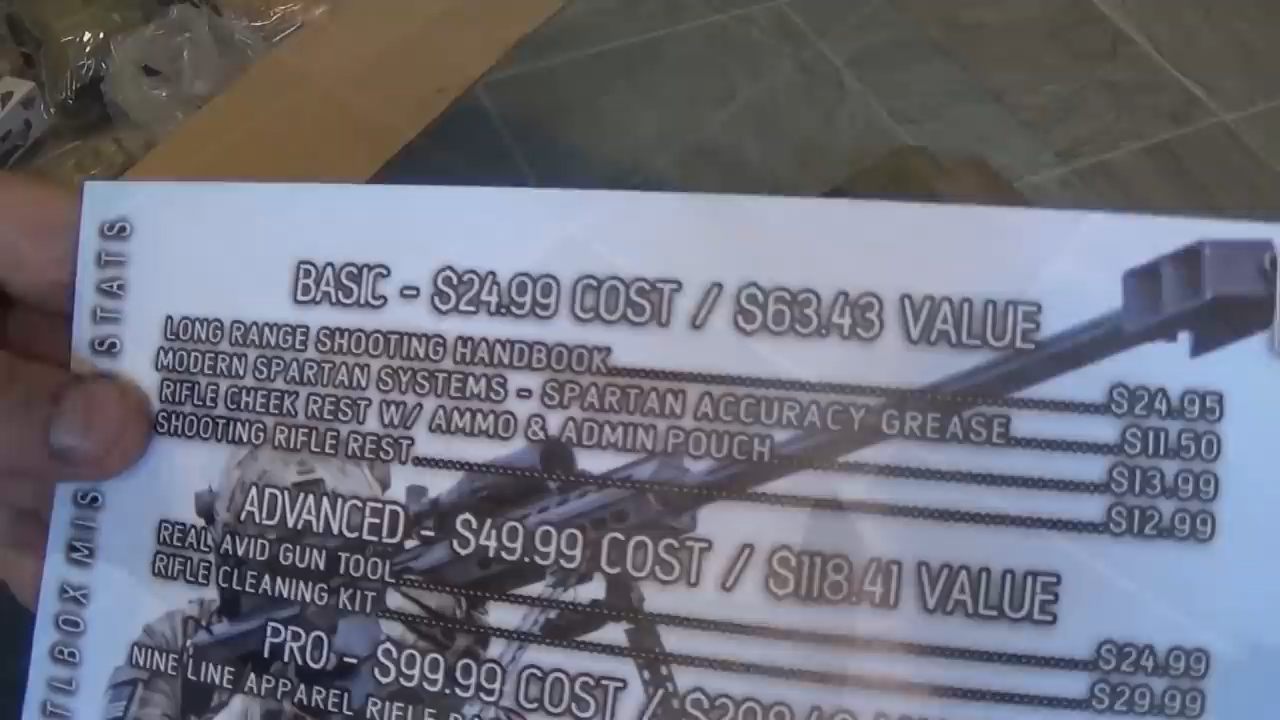 BASIC - $24.99 COST / $63.43 VALUE
LONG RANGE SHOOTING HANDBOOK $24.95
MODERN SPARTAN SYSTEMS - SPARTAN ACCURACY GREASE $11.50
RIFLE CHEEK REST W/ AMMO & ADMIN POUCH $13.99
SHOOTING RIFLE REST $12.99
ADVANCED - $49.99 COST / $118.41 VALUE
REAL AVID GUN TOOL $24.99
RIFLE CLEANING KIT $29.99
PRO - $99.99 COST /
NINE LINE APPAREL RIFLE
STATS